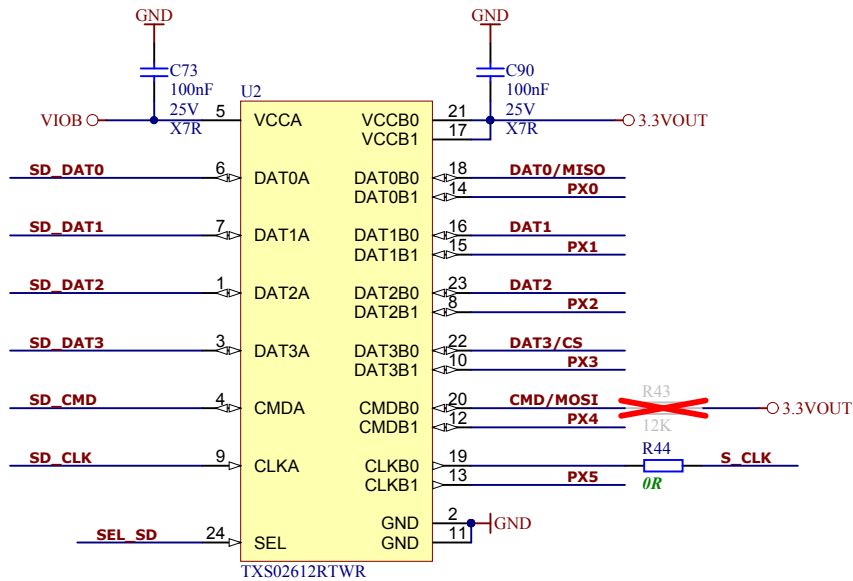 GND GND
C73 C90
100nF 100nF
U2
25V 25V
VIOB 5 VCCA VCCB0 21 3.3VOUT
X7R VCCB1 17 X7R
SD_DAT0 6 DAT0A DAT0B0 18 DAT0/MISO
DAT0B1 14 PX0
SD_DAT1 7 DAT1A DAT1B0 16 DAT1
DAT1B1 15 PX1
SD_DAT2 1 DAT2A DAT2B0 23 DAT2
DAT2B1 8 PX2
SD_DAT3 3 DAT3A DAT3B0 22 DAT3/CS
DAT3B1 10 PX3
R43
SD_CMD 4 CMDA CMDB0 20 CMD/MOSI 3.3VOUT
CMDB1 12 PX4 12K
R44
SD_CLK 9 CLKA CLKB0 19 S_CLK
CLKB1 13 PX5 0R
GND 2 GND
SEL_SD 24 SEL GND 11
TXS02612RTWR